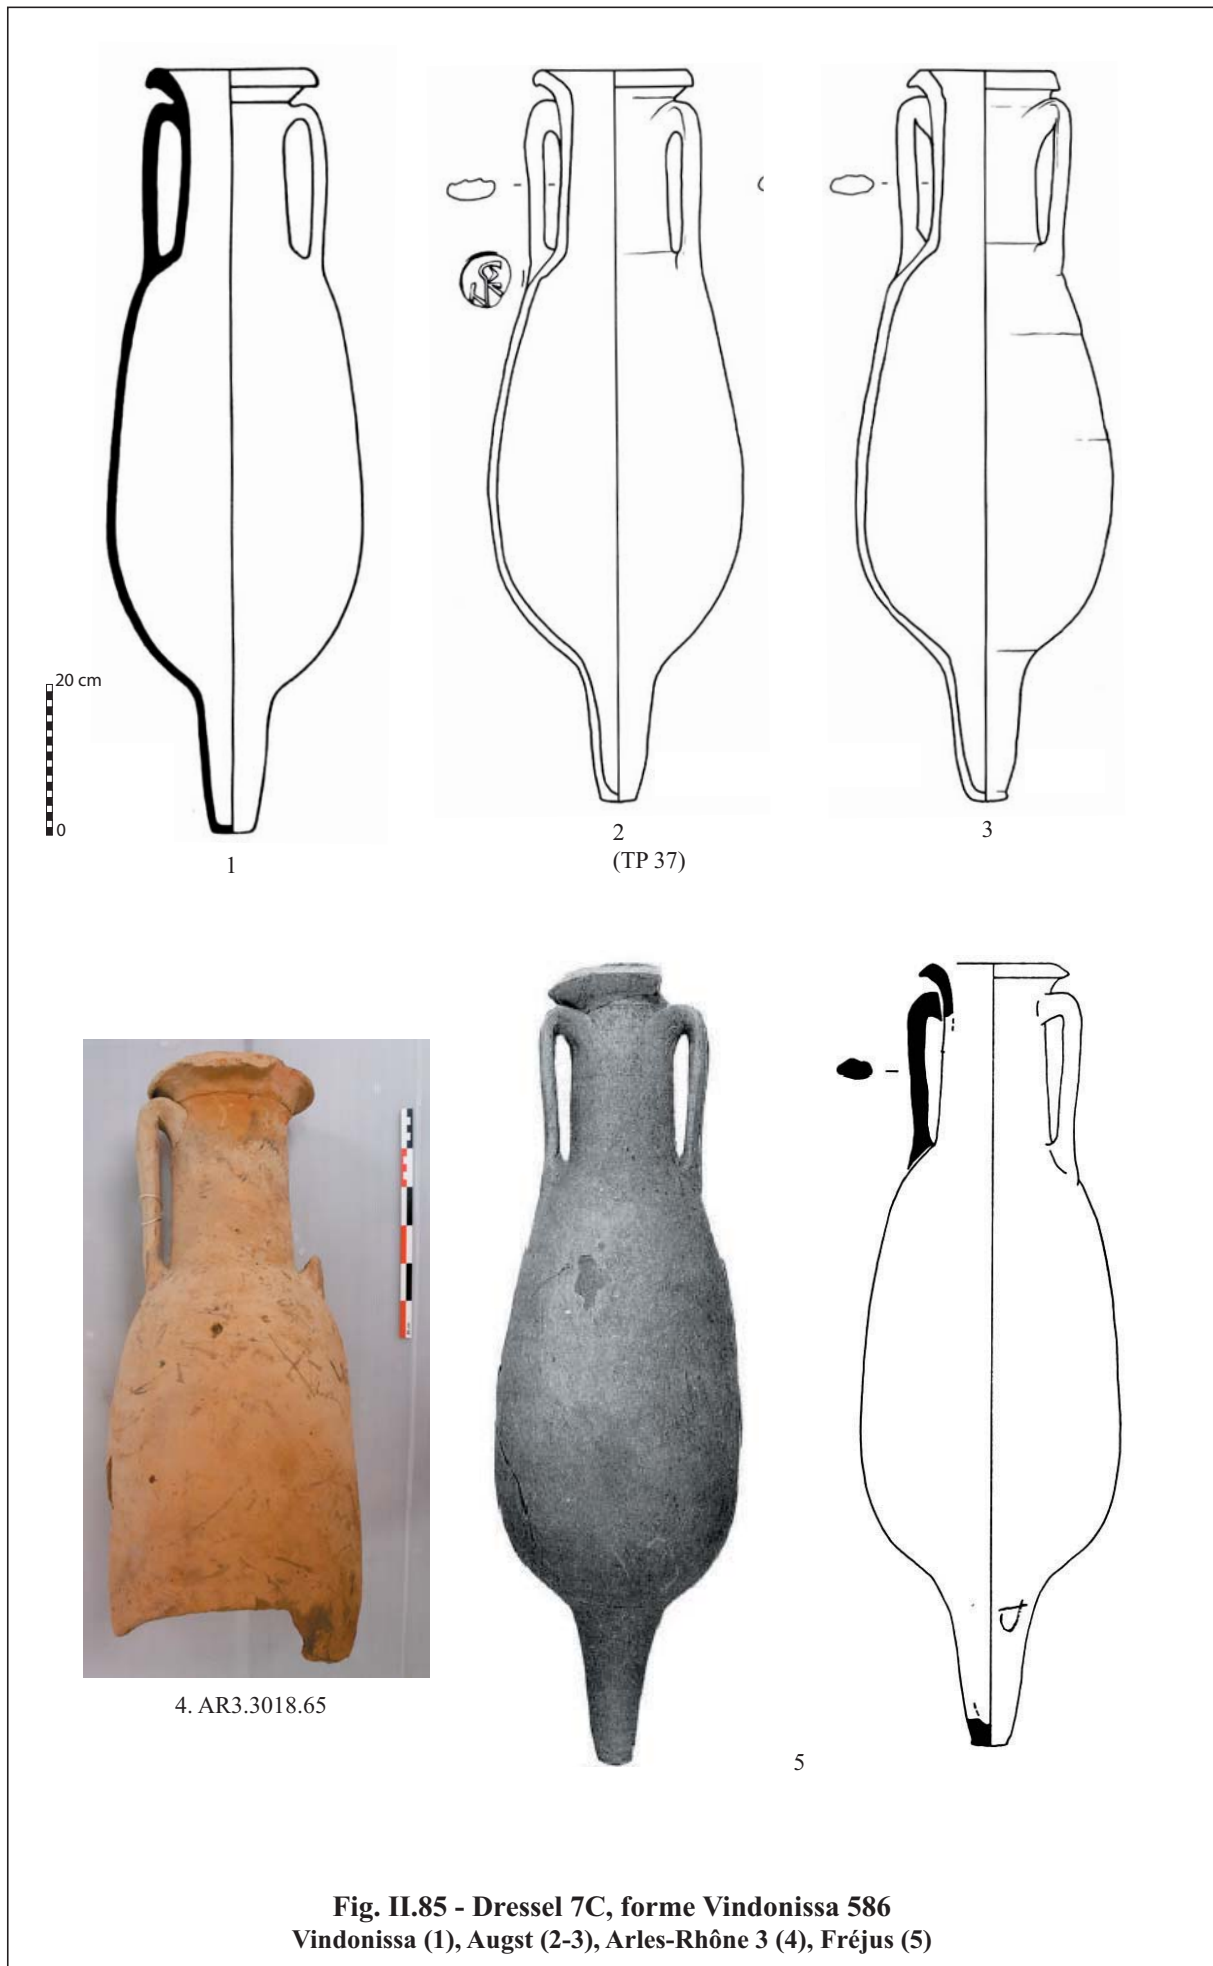 20 cm
0
1
2
(TP 37)
3
4. AR3.3018.65
5
Fig. II.85 - Dressel 7C, forme Vindonissa 586
Vindonissa (1), Augst (2-3), Arles-Rhône 3 (4), Fréjus (5)